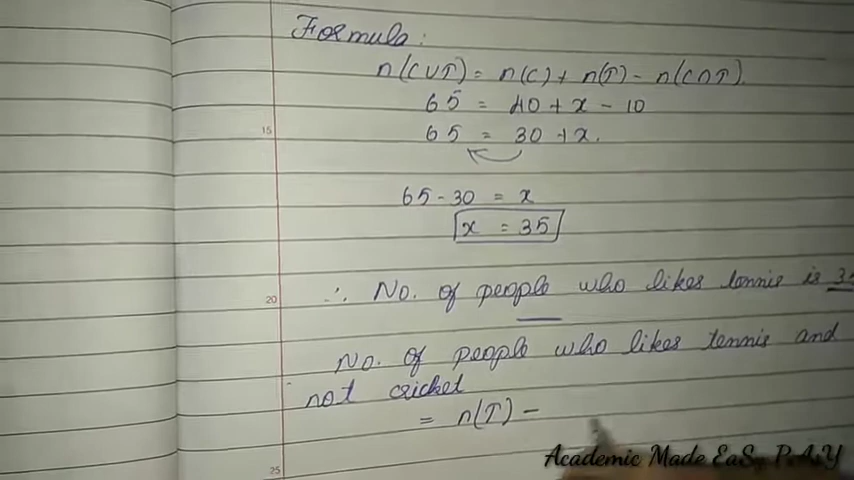 Formula:
n(C∪T) = n(C) + n(T) - n(C∩T).
65 = 40 + x - 10
15
65 = 30 + x.
65 - 30 = x
x = 35
∴ No. of people who likes tennis is 35
20
No. of people who likes tennis and
not cricket
= n(T) -
25
Academic Made EaSy P.A.Y